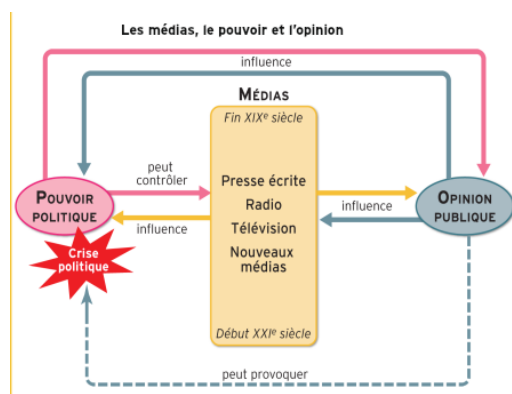 Les médias, le pouvoir et l'opinion
influence
MÉDIAS
Fin XIXe siècle
peut
contrôler
Presse écrite
Radio
Télévision
Nouveaux
médias
POUVOIR
POLITIQUE
influence
influence
OPINION
PUBLIQUE
Crise
politique
Début XXIe siècle
peut provoquer